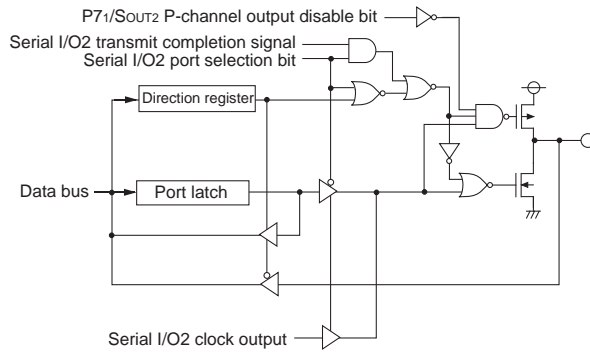 P71/SOUT2 P-channel output disable bit
Serial I/O2 transmit completion signal
Serial I/O2 port selection bit
Direction register
Data bus
Port latch
Serial I/O2 clock output